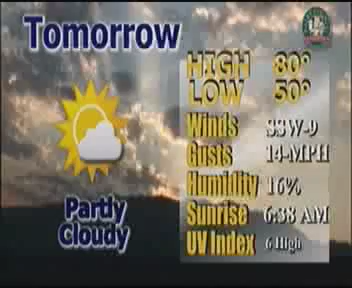 Tomorrow
HIGH 80°
LOW 50°
Winds SSW-9
Gusts 14-MPH
Humidity 16%
Sunrise 6:38 AM
UV Index 6 High
Partly
Cloudy